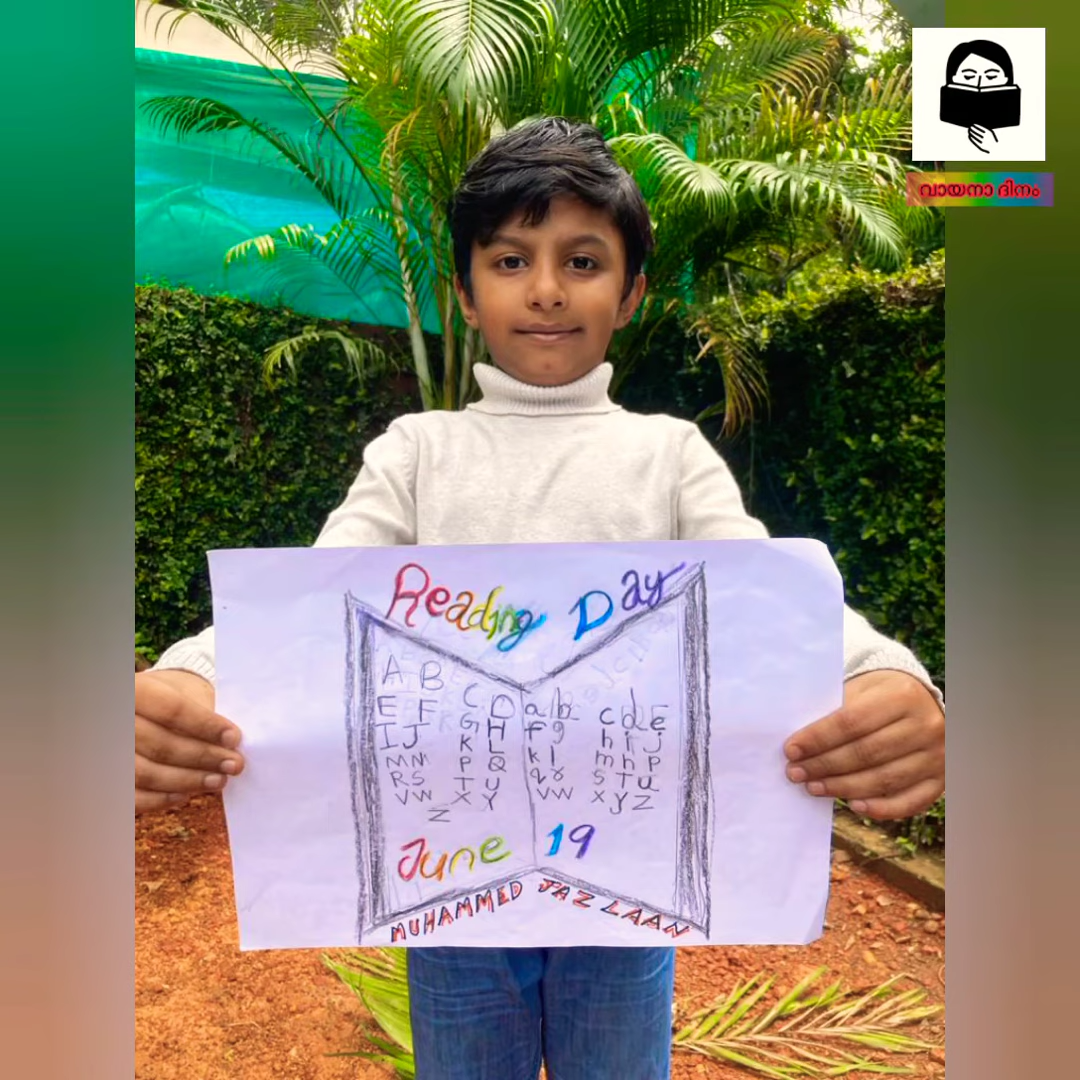 വായനാ ദിനം
Reading Day
A B C D
E F G H
I J K L
M N P Q
R S T U
V W X Y
Z
a b c d e
f g h i j
k l m n p
q r s t u
v w x y z
June 19
MUHAMMED JAZLAAN